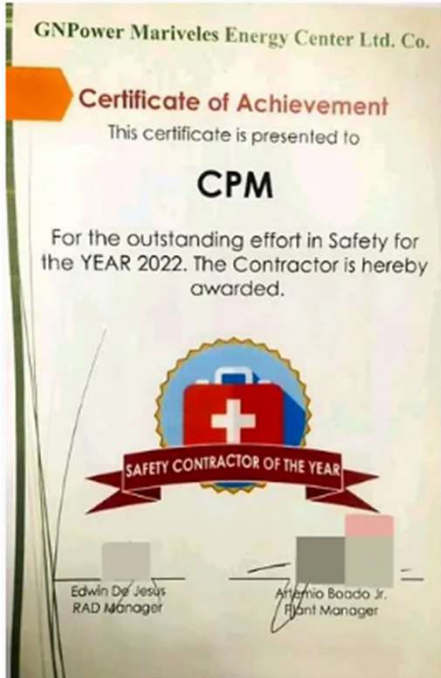 GNPower Mariveles Energy Center Ltd. Co.
Certificate of Achievement
This certificate is presented to
CPM
For the outstanding effort in Safety for
the YEAR 2022. The Contractor is hereby
awarded.
SAFETY CONTRACTOR OF THE YEAR
Edwin De Jesus
RAD Manager
Artemio Boado Jr.
Plant Manager